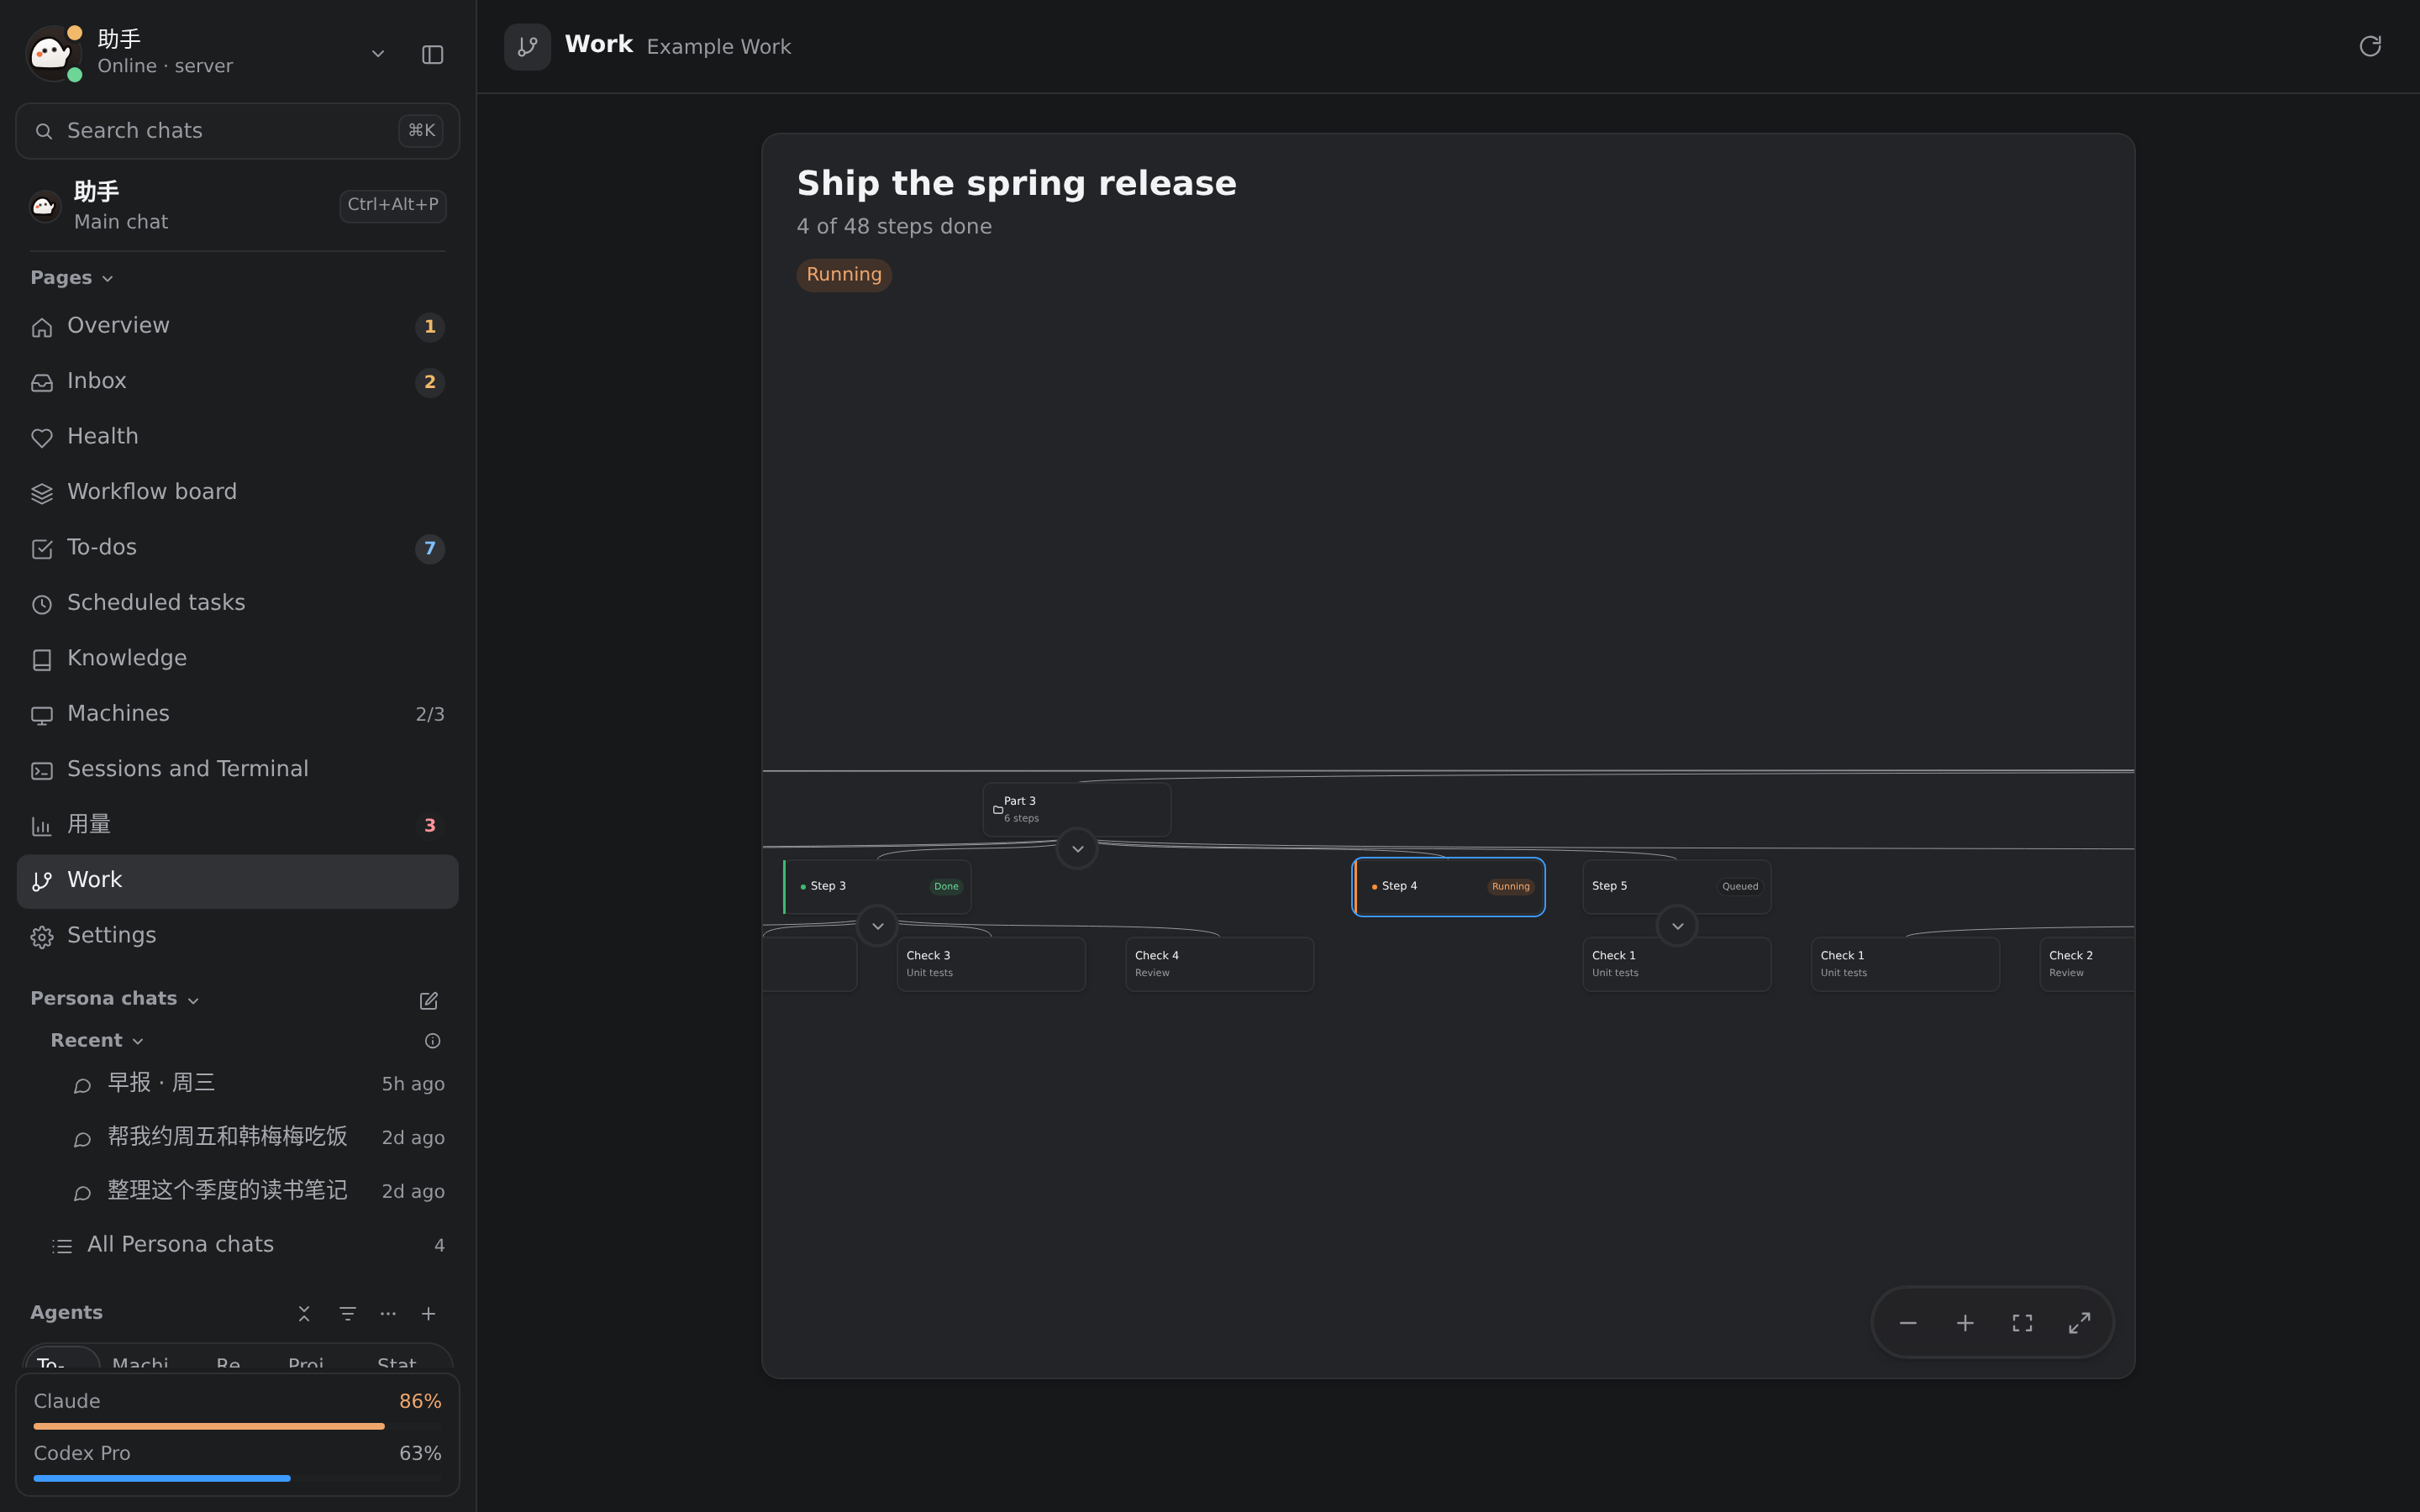 助手
Online · server
Search chats
⌘K
助手
Main chat
Ctrl+Alt+P
Pages
Overview
1
Inbox
2
Health
Workflow board
To-dos
7
Scheduled tasks
Knowledge
Machines
2/3
Sessions and Terminal
用量
3
Work
Settings
Persona chats
Recent
早报 · 周三
5h ago
帮我约周五和韩梅梅吃饭
2d ago
整理这个季度的读书笔记
2d ago
All Persona chats
4
Agents
To-
Machi
Re
Proj
Stat
Claude
86%
Codex Pro
63%
Work
Example Work
Ship the spring release
4 of 48 steps done
Running
Part 3
6 steps
Step 3
Done
Step 4
Running
Step 5
Queued
Check 3
Unit tests
Check 4
Review
Check 1
Unit tests
Check 1
Unit tests
Check 2
Review